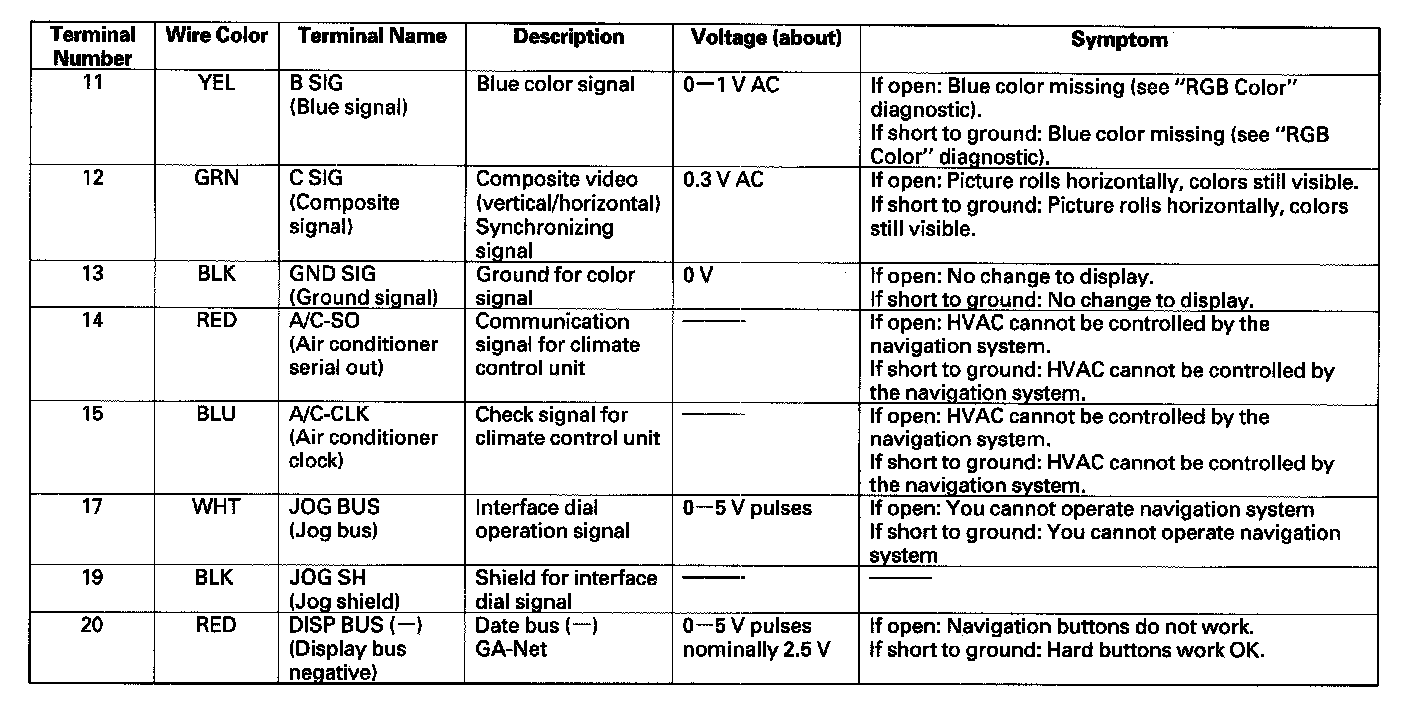 Terminal Number Wire Color Terminal Name Description Voltage (about) Symptom
11 YEL B SIG (Blue signal) Blue color signal 0—1 V AC If open: Blue color missing (see "RGB Color"
diagnostic).
If short to ground: Blue color missing (see "RGB
Color" diagnostic).
12 GRN C SIG (Composite signal) Composite video (vertical/horizontal) Synchronizing signal 0.3 V AC If open: Picture rolls horizontally, colors still visible.
If short to ground: Picture rolls horizontally, colors
still visible.
13 BLK GND SIG (Ground signal) Ground for color signal 0 V If open: No change to display.
If short to ground: No change to display.
14 RED A/C-SO (Air conditioner serial out) Communication signal for climate control unit —— If open: HVAC cannot be controlled by the
navigation system.
If short to ground: HVAC cannot be controlled by
the navigation system.
15 BLU A/C-CLK (Air conditioner clock) Check signal for climate control unit —— If open: HVAC cannot be controlled by the
navigation system.
If short to ground: HVAC cannot be controlled by
the navigation system.
17 WHT JOG BUS (Jog bus) Interface dial operation signal 0—5 V pulses If open: You cannot operate navigation system
If short to ground: You cannot operate navigation
system
19 BLK JOG SH (Jog shield) Shield for interface dial signal —— ——
20 RED DISP BUS (—) (Display bus negative) Date bus (—) GA-Net 0—5 V pulses nominally 2.5 V If open: Navigation buttons do not work.
If short to ground: Hard buttons work OK.